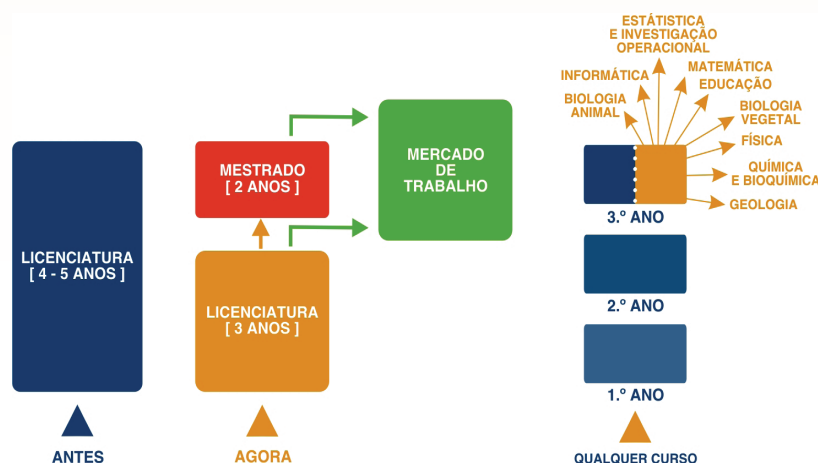 LICENCIATURA
[ 4 - 5 ANOS ]
ANTES
MESTRADO
[ 2 ANOS ]
LICENCIATURA
[ 3 ANOS ]
AGORA
MERCADO
DE
TRABALHO
ESTÁTISTICA
E INVESTIGAÇÃO
OPERACIONAL
INFORMÁTICA
MATEMÁTICA
EDUCAÇÃO
BIOLOGIA
ANIMAL
BIOLOGIA
VEGETAL
FÍSICA
QUÍMICA
E BIOQUÍMICA
GEOLOGIA
3.º ANO
2.º ANO
1.º ANO
QUALQUER CURSO